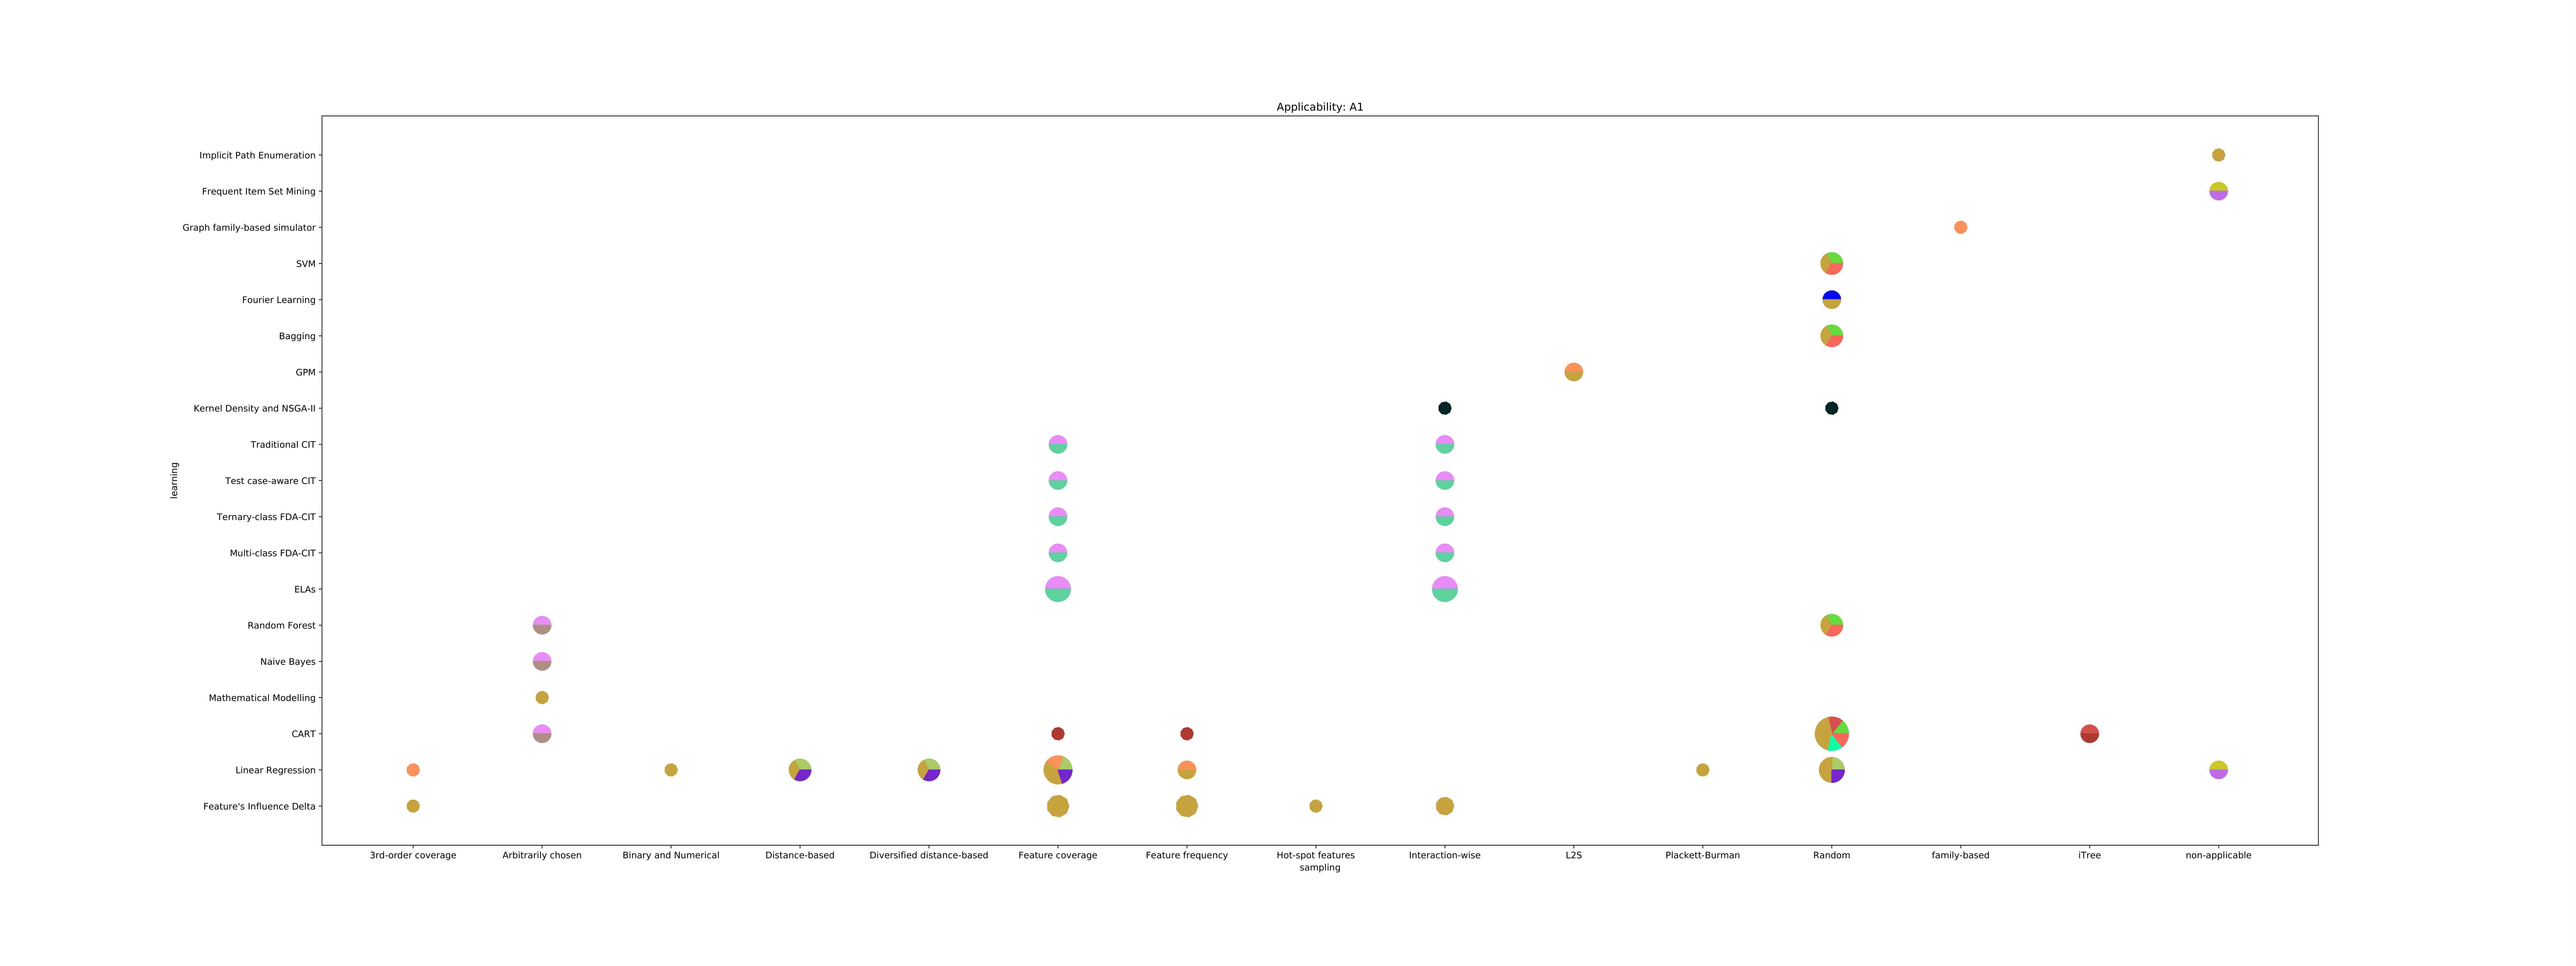 Applicability: A1
Implicit Path Enumeration
Frequent Item Set Mining
Graph family-based simulator
SVM
Fourier Learning
Bagging
GPM
Kernel Density and NSGA-II
Traditional CIT
Test case-aware CIT
Ternary-class FDA-CIT
Multi-class FDA-CIT
ELAs
Random Forest
Naive Bayes
Mathematical Modelling
CART
Linear Regression
Feature's Influence Delta
learning
3rd-order coverage
Arbitrarily chosen
Binary and Numerical
Distance-based
Diversified distance-based
Feature coverage
Feature frequency
Hot-spot features
Interaction-wise
L2S
Plackett-Burman
Random
family-based
iTree
non-applicable
sampling